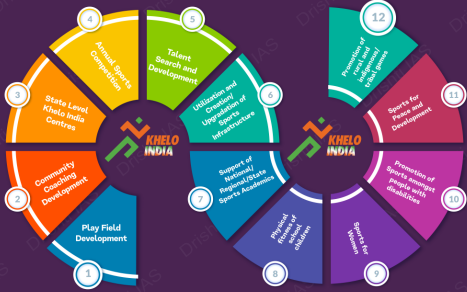 1
Play Field
Development
2
Community
Coaching
Development
3
State Level
Khelo India
Centres
4
Annual Sports
Competition
5
Talent
Search and
Development
6
Utilization and
Creation/
Upgradation of
Sports
Infrastructure
KHELO
INDIA
7
Support of
National/
Regional/State
Sports Academics
8
Physical
fitness of
school
children
9
Sports for
Women
10
Promotion of
Sports amongst
people with
disabilities
11
Sports for
Peace and
Development
12
Promotion of
rural and
indigenous/
tribal games
KHELO
INDIA